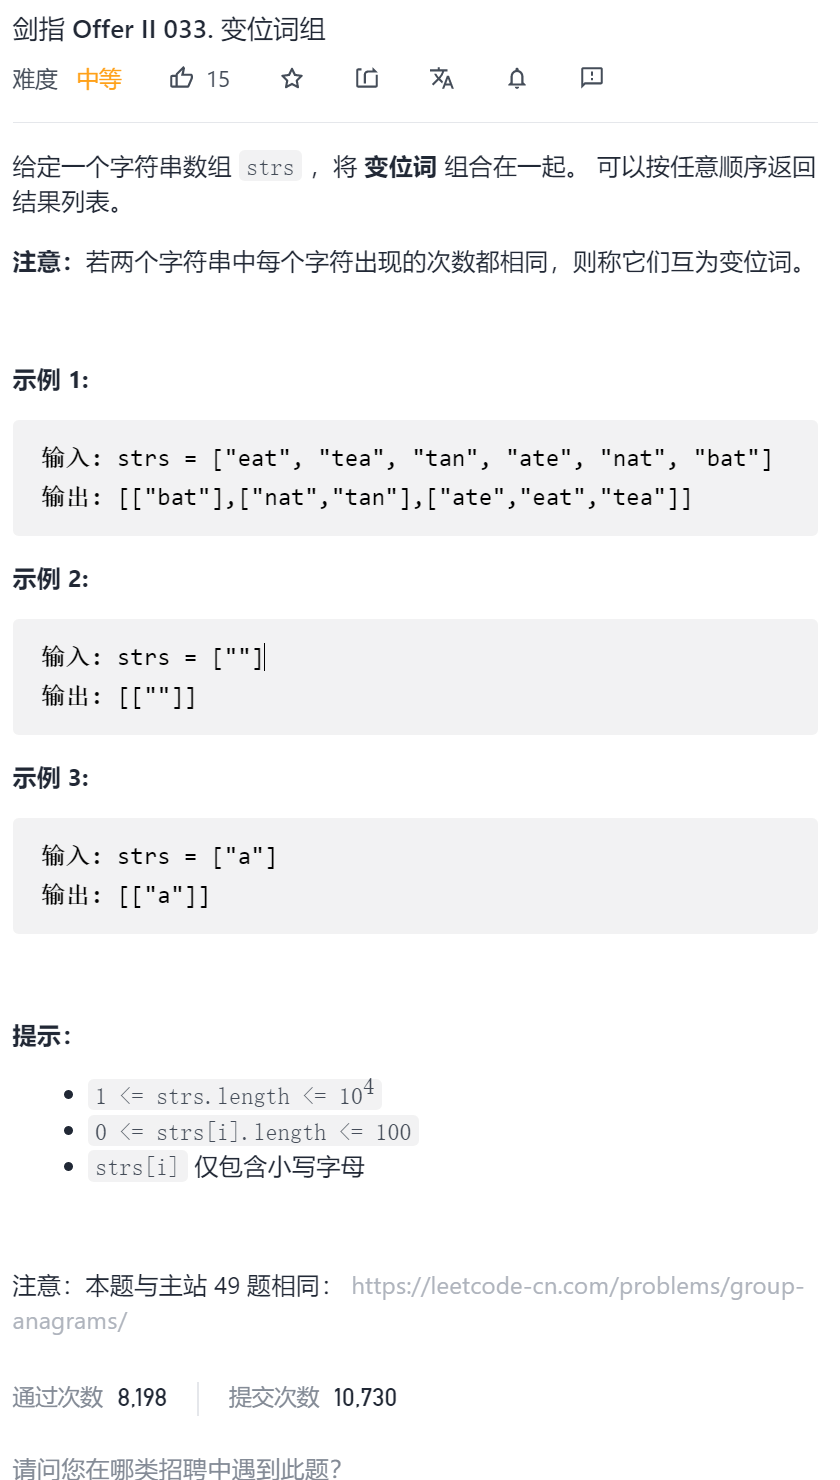 剑指 Offer II 033. 变位词组
难度 中等 15
给定一个字符串数组 strs ，将 变位词 组合在一起。 可以按任意顺序返回
结果列表。
注意：若两个字符串中每个字符出现的次数都相同，则称它们互为变位词。
示例 1:
输入: strs = ["eat", "tea", "tan", "ate", "nat", "bat"]
输出: [["bat"],["nat","tan"],["ate","eat","tea"]]
示例 2:
输入: strs = [""]
输出: [[""]]
示例 3:
输入: strs = ["a"]
输出: [["a"]]
提示：
1 <= strs.length <= 10⁴
0 <= strs[i].length <= 100
strs[i] 仅包含小写字母
注意：本题与主站 49 题相同： https://leetcode-cn.com/problems/group-
anagrams/
通过次数 8,198 提交次数 10,730
请问您在哪类招聘中遇到此题？